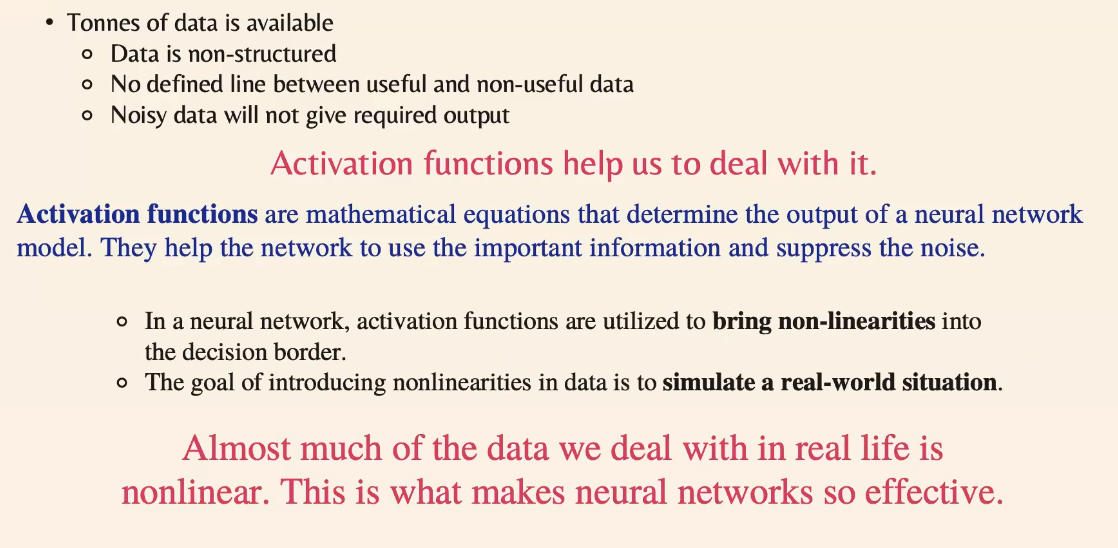 • Tonnes of data is available
o Data is non-structured
o No defined line between useful and non-useful data
o Noisy data will not give required output
Activation functions help us to deal with it.
Activation functions are mathematical equations that determine the output of a neural network
model. They help the network to use the important information and suppress the noise.
o In a neural network, activation functions are utilized to bring non-linearities into
the decision border.
o The goal of introducing nonlinearities in data is to simulate a real-world situation.
Almost much of the data we deal with in real life is
nonlinear. This is what makes neural networks so effective.